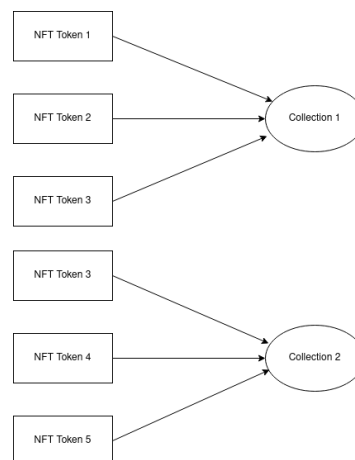 NFT Token 1
NFT Token 2
Collection 1
NFT Token 3
NFT Token 3
NFT Token 4
Collection 2
NFT Token 5